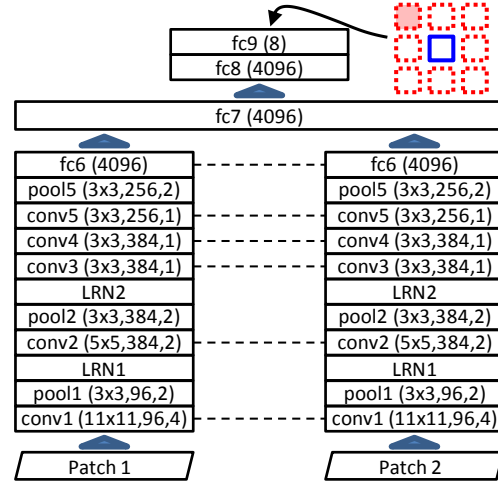 fc9 (8)
fc8 (4096)
fc7 (4096)
fc6 (4096)
pool5 (3x3,256,2)
conv5 (3x3,256,1)
conv4 (3x3,384,1)
conv3 (3x3,384,1)
LRN2
pool2 (3x3,384,2)
conv2 (5x5,384,2)
LRN1
pool1 (3x3,96,2)
conv1 (11x11,96,4)
Patch 1
fc6 (4096)
pool5 (3x3,256,2)
conv5 (3x3,256,1)
conv4 (3x3,384,1)
conv3 (3x3,384,1)
LRN2
pool2 (3x3,384,2)
conv2 (5x5,384,2)
LRN1
pool1 (3x3,96,2)
conv1 (11x11,96,4)
Patch 2